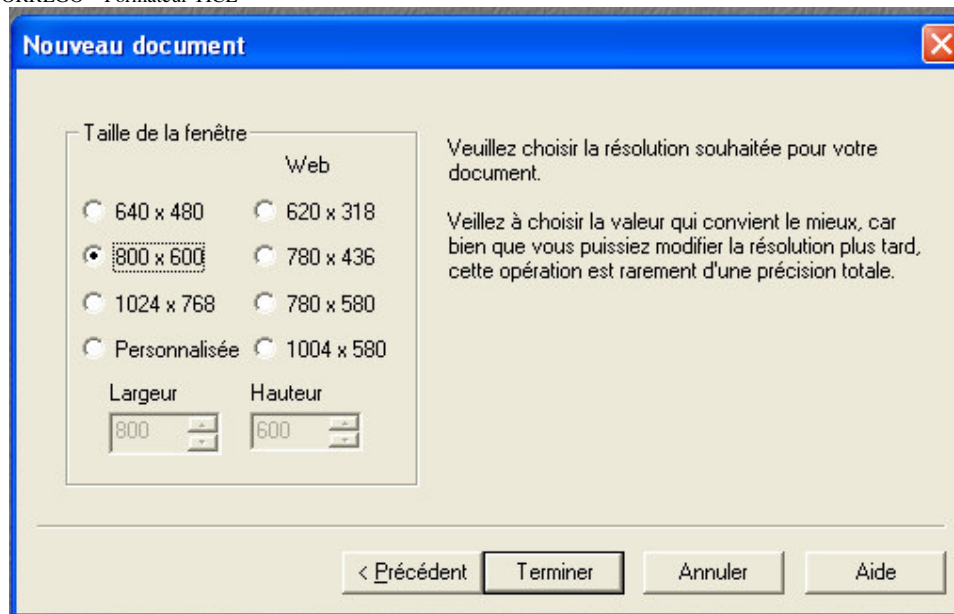 Formateur TICE
Nouveau document
Taille de la fenêtre
Web
640 x 480
620 x 318
800 x 600
780 x 436
1024 x 768
780 x 580
Personnalisée
1004 x 580
Largeur
Hauteur
800
600
Veuillez choisir la résolution souhaitée pour votre
document.
Veillez à choisir la valeur qui convient le mieux, car
bien que vous puissiez modifier la résolution plus tard,
cette opération est rarement d'une précision totale.
< Précédent
Terminer
Annuler
Aide